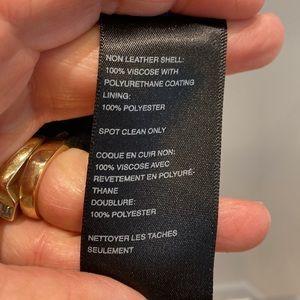 NON LEATHER SHELL:
100% VISCOSE WITH
POLYURETHANE COATING
LINING:
100% POLYESTER
SPOT CLEAN ONLY
COQUE EN CUIR NON:
100% VISCOSE AVEC
REVETEMENT EN POLYURÉ-
THANE
DOUBLURE:
100% POLYESTER
NETTOYER LES TACHES
SEULEMENT